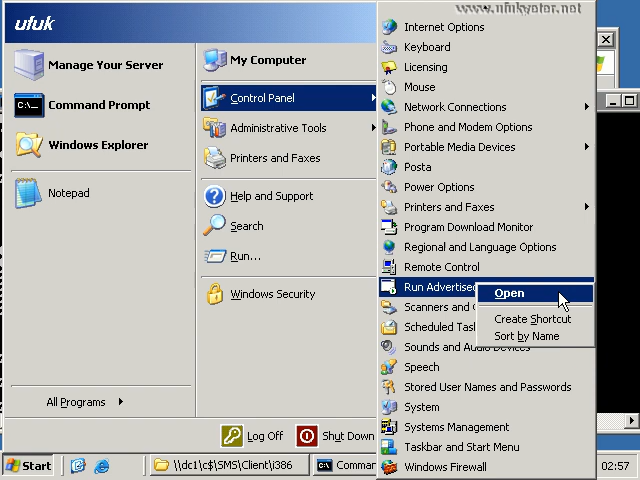 ufuk
www.ufukyater.net
Manage Your Server
Command Prompt
Windows Explorer
Notepad
All Programs
My Computer
Control Panel
Administrative Tools
Printers and Faxes
Help and Support
Search
Run...
Windows Security
Log Off
Shut Down
Internet Options
Keyboard
Licensing
Mouse
Network Connections
Phone and Modem Options
Portable Media Devices
Posta
Power Options
Printers and Faxes
Program Download Monitor
Regional and Language Options
Remote Control
Run Advertised
Scanners and
Scheduled
Sounds and Audio Devices
Speech
Stored User Names and Passwords
System
Systems Management
Taskbar and Start Menu
Windows Firewall
Open
Create Shortcut
Sort by Name
Start
\\dc1\c$\SMS\Client\i386
C:\
Comman
02:57